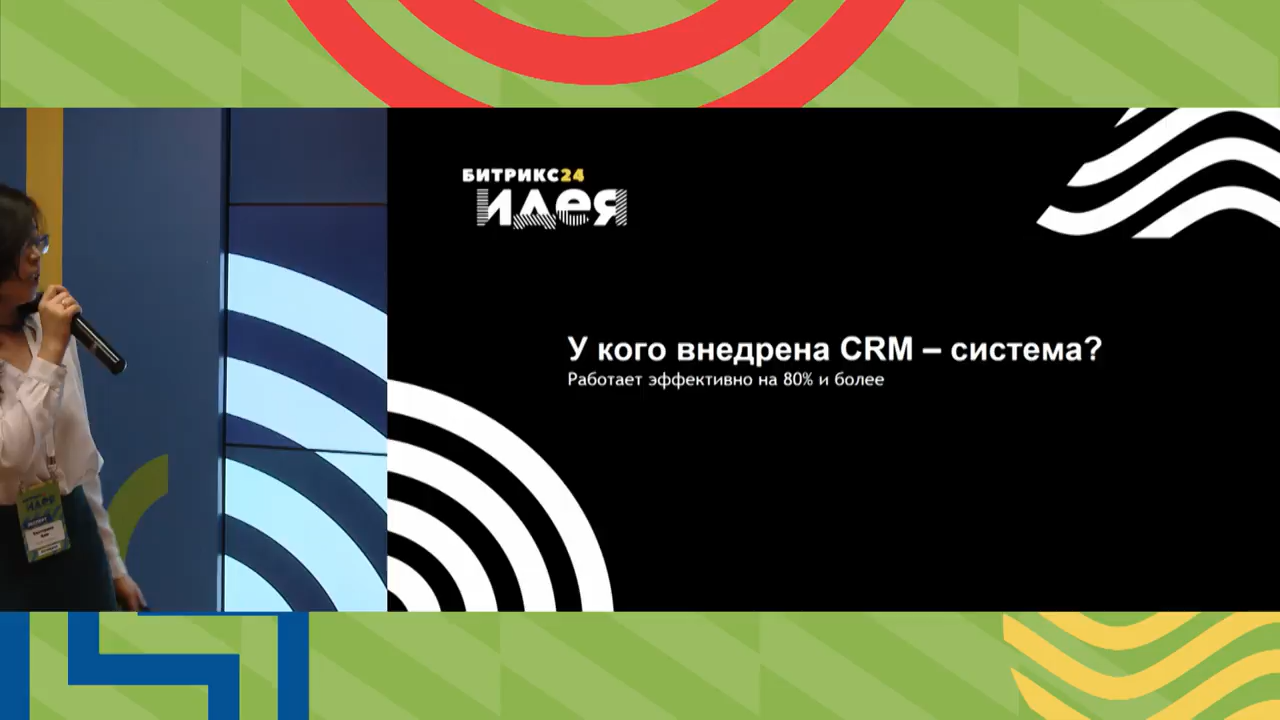 БИТРИКС24
идея
У кого внедрена CRM – система?
Работает эффективно на 80% и более